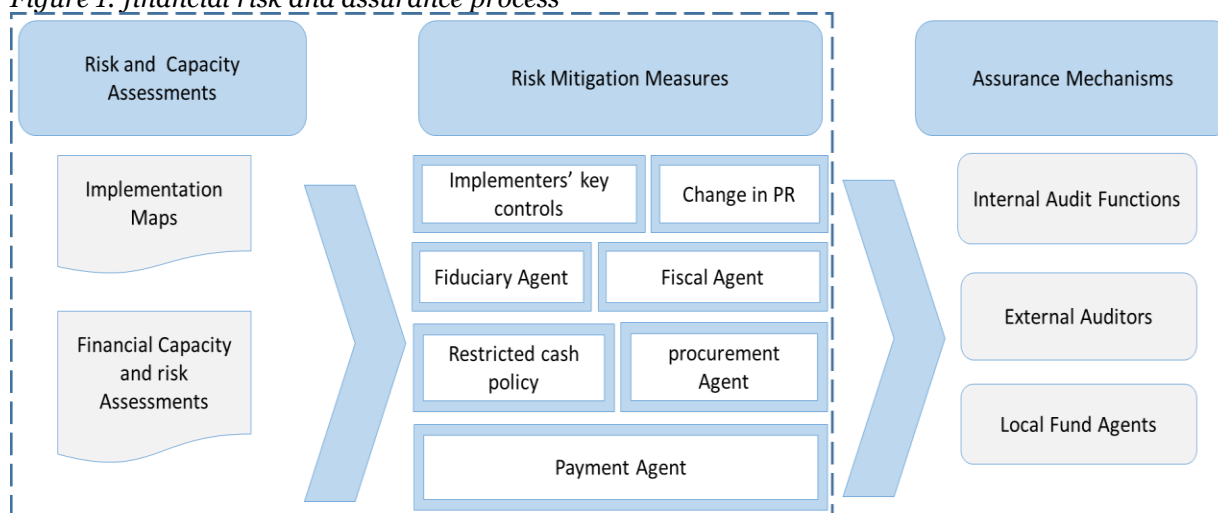 Figure 1: financial risk and assurance process
Risk and Capacity
Assessments
Risk Mitigation Measures
Assurance Mechanisms
Implementation
Maps
Financial Capacity
and risk
Assessments
Implementers' key
controls
Change in PR
Fiduciary Agent
Fiscal Agent
Restricted cash
policy
procurement
Agent
Payment Agent
Internal Audit Functions
External Auditors
Local Fund Agents